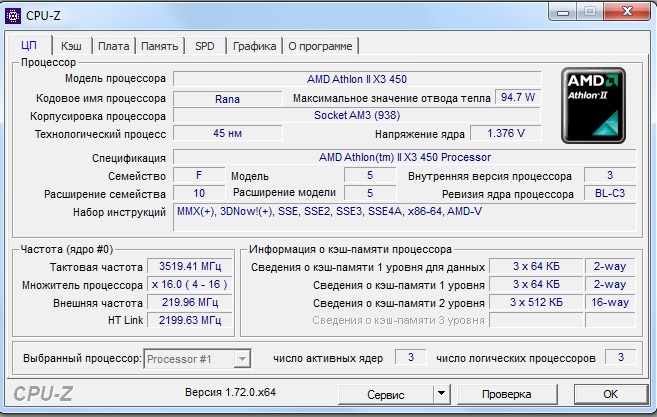 CPU-Z
ЦП Кэш Плата Память SPD Графика О программе
Процессор
Модель процессора AMD Athlon II X3 450
Кодовое имя процессора Rana Максимальное значение отвода тепла 94.7 W
Корпусировка процессора Socket AM3 (938)
Технологический процесс 45 нм Напряжение ядра 1.376 V
AMD Athlon II
Спецификация AMD Athlon(tm) II X3 450 Processor
Семейство F Модель 5 Внутренняя версия процессора 3
Расширение семейства 10 Расширение модели 5 Ревизия ядра процессора BL-C3
Набор инструкций MMX(+), 3DNow!(+), SSE, SSE2, SSE3, SSE4A, x86-64, AMD-V
Частота (ядро #0)
Тактовая частота 3519.41 МГц
Множитель процессора x 16.0 ( 4 - 16 )
Внешняя частота 219.96 МГц
HT Link 2199.63 МГц
Информация о кэш-памяти процессора
Сведения о кэш-памяти 1 уровня для данных 3 x 64 КБ 2-way
Сведения о кэш-памяти 1 уровня 3 x 64 КБ 2-way
Сведения о кэш-памяти 2 уровня 3 x 512 КБ 16-way
Сведения о кэш-памяти 3 уровня
Выбранный процессор: Processor #1 число активных ядер 3 число логических процессоров 3
CPU-Z Версия 1.72.0.x64 Сервис Проверка OK